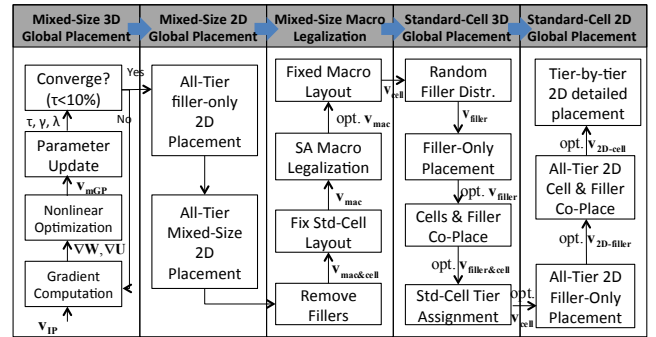 Mixed-Size 3D
Global Placement
Mixed-Size 2D
Global Placement
Mixed-Size Macro
Legalization
Standard-Cell 3D
Global Placement
Standard-Cell 2D
Global Placement
Converge?
(τ<10%)
Yes
No
τ, γ, λ
Parameter
Update
v_mGP
Nonlinear
Optimization
∇W, ∇U
Gradient
Computation
v_IP
All-Tier
filler-only
2D
Placement
All-Tier
Mixed-Size
2D
Placement
Fixed Macro
Layout
opt. v_mac
SA Macro
Legalization
v_mac
Fix Std-Cell
Layout
v_mac&cell
Remove
Fillers
v_cell
Random
Filler Distr.
v_filler
Filler-Only
Placement
opt. v_filler
Cells & Filler
Co-Place
opt. v_filler&cell
Std-Cell Tier
Assignment
opt.
v_cell
Tier-by-tier
2D detailed
placement
opt. v_2D-cell
All-Tier 2D
Cell & Filler
Co-Place
opt. v_2D-filler
All-Tier 2D
Filler-Only
Placement